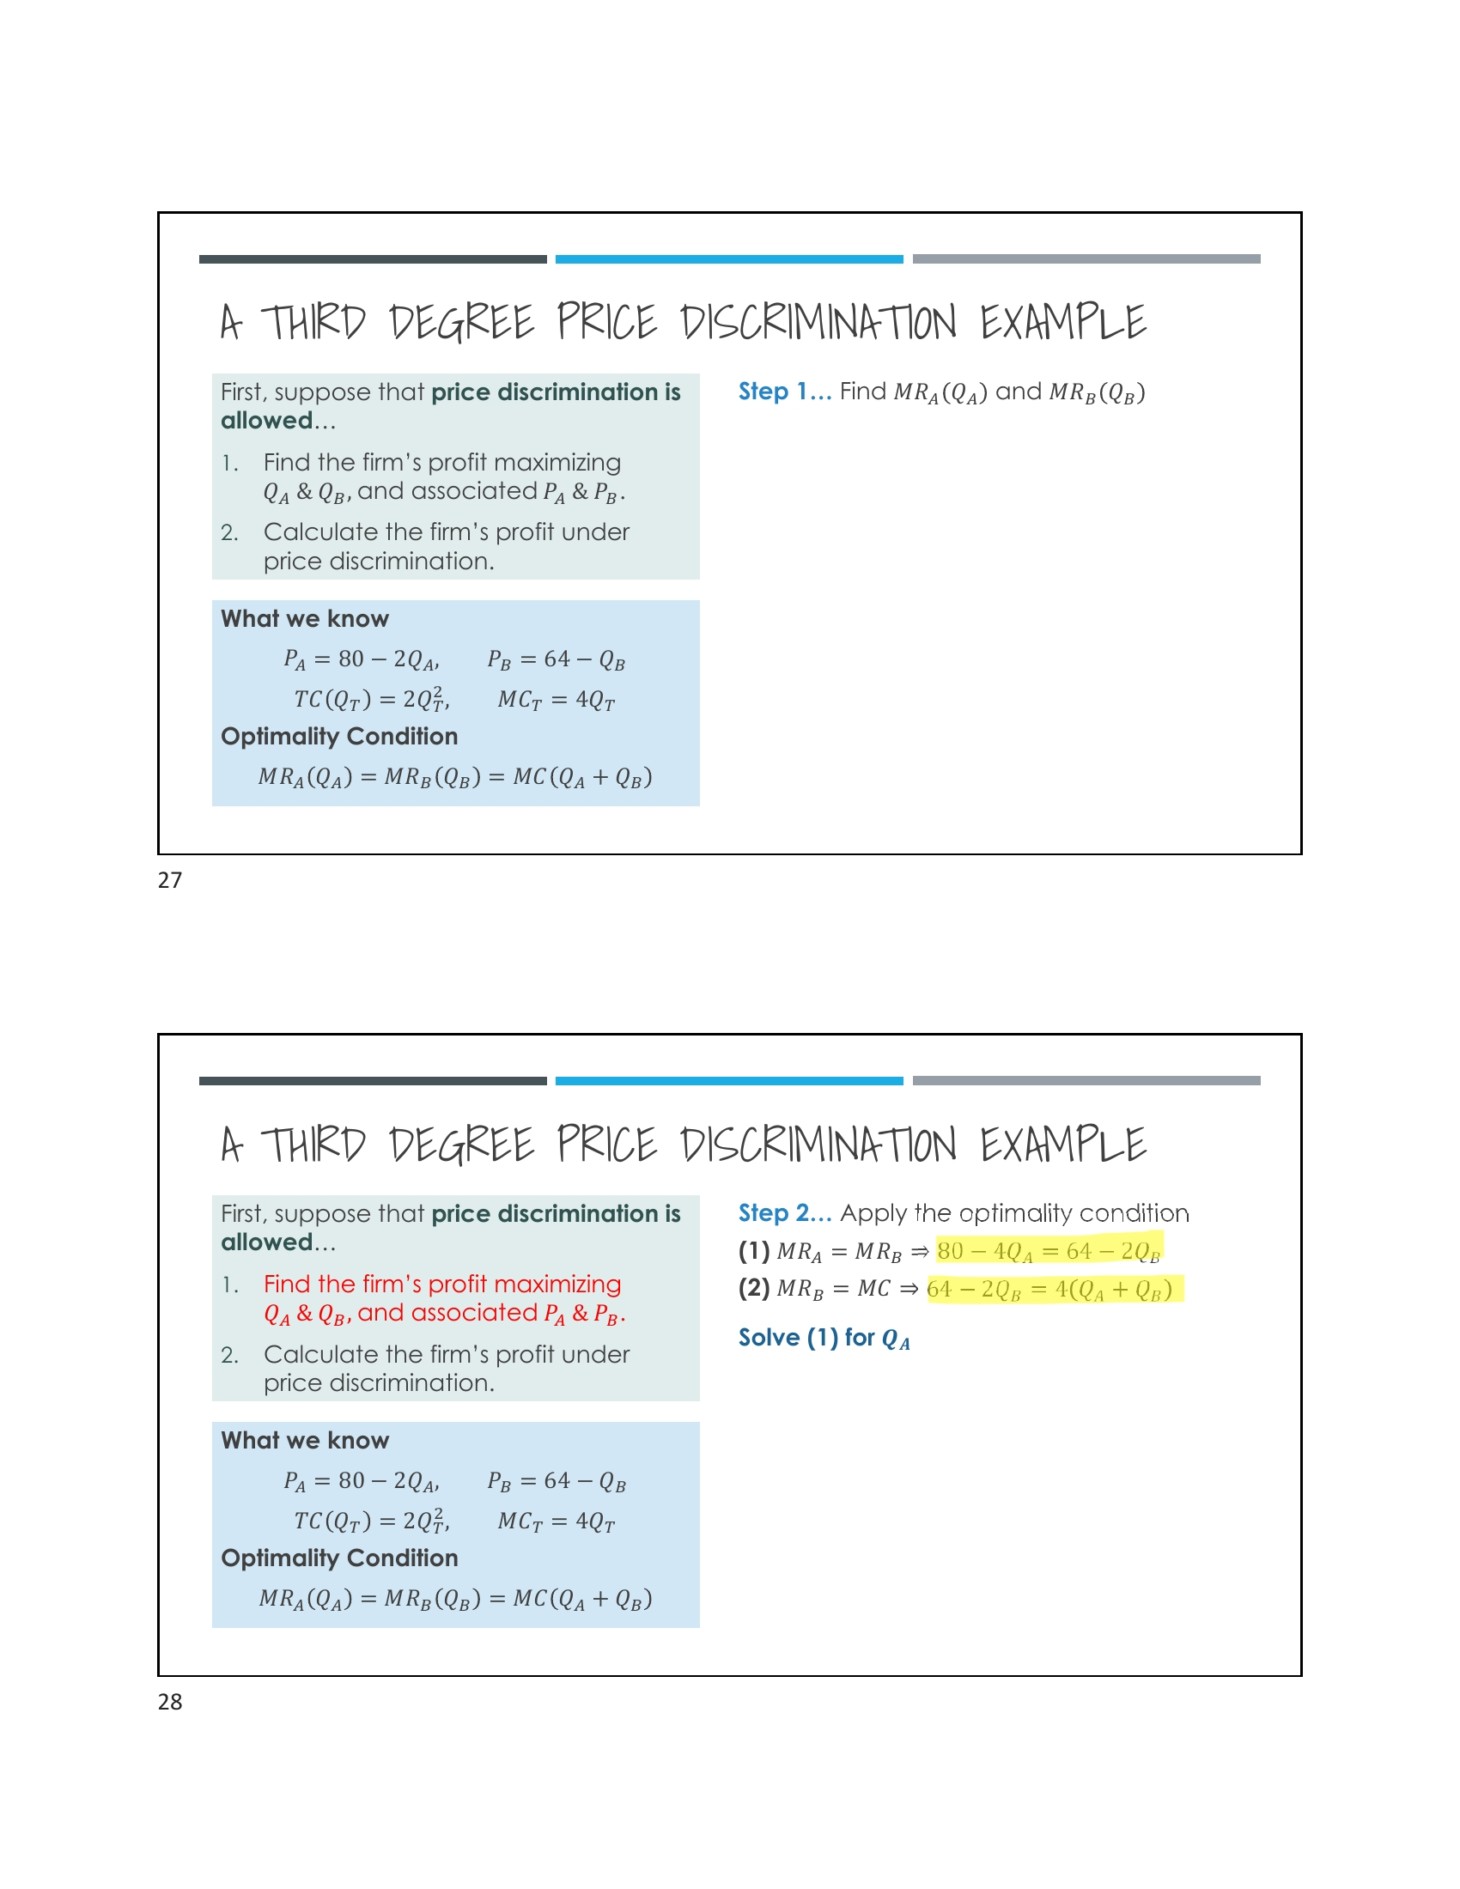 A THIRD DEGREE PRICE DISCRIMINATION EXAMPLE
First, suppose that price discrimination is
allowed…
1. Find the firm's profit maximizing
Q_A & Q_B, and associated P_A & P_B.
2. Calculate the firm's profit under
price discrimination.
What we know
P_A = 80 − 2Q_A, P_B = 64 − Q_B
TC(Q_T) = 2Q_T^2, MC_T = 4Q_T
Optimality Condition
MR_A(Q_A) = MR_B(Q_B) = MC(Q_A + Q_B)
Step 1… Find MR_A(Q_A) and MR_B(Q_B)
27
A THIRD DEGREE PRICE DISCRIMINATION EXAMPLE
First, suppose that price discrimination is
allowed…
1. Find the firm's profit maximizing
Q_A & Q_B, and associated P_A & P_B.
2. Calculate the firm's profit under
price discrimination.
What we know
P_A = 80 − 2Q_A, P_B = 64 − Q_B
TC(Q_T) = 2Q_T^2, MC_T = 4Q_T
Optimality Condition
MR_A(Q_A) = MR_B(Q_B) = MC(Q_A + Q_B)
Step 2… Apply the optimality condition
(1) MR_A = MR_B ⇒ 80 − 4Q_A = 64 − 2Q_B
(2) MR_B = MC ⇒ 64 − 2Q_B = 4(Q_A + Q_B)
Solve (1) for Q_A
28